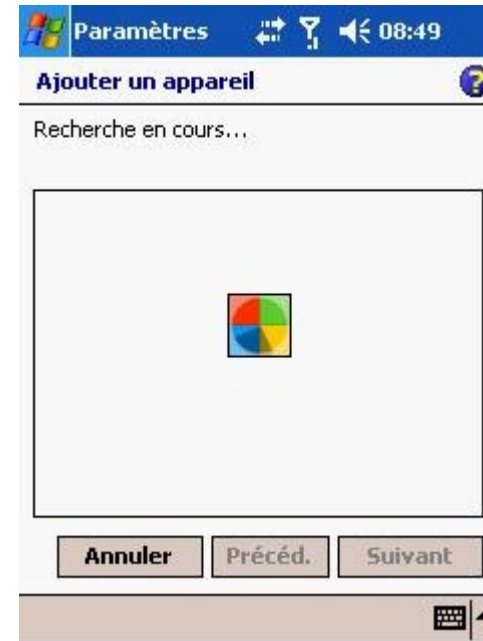 Paramètres 08:49
Ajouter un appareil ?
Recherche en cours...
Annuler Précéd. Suivant